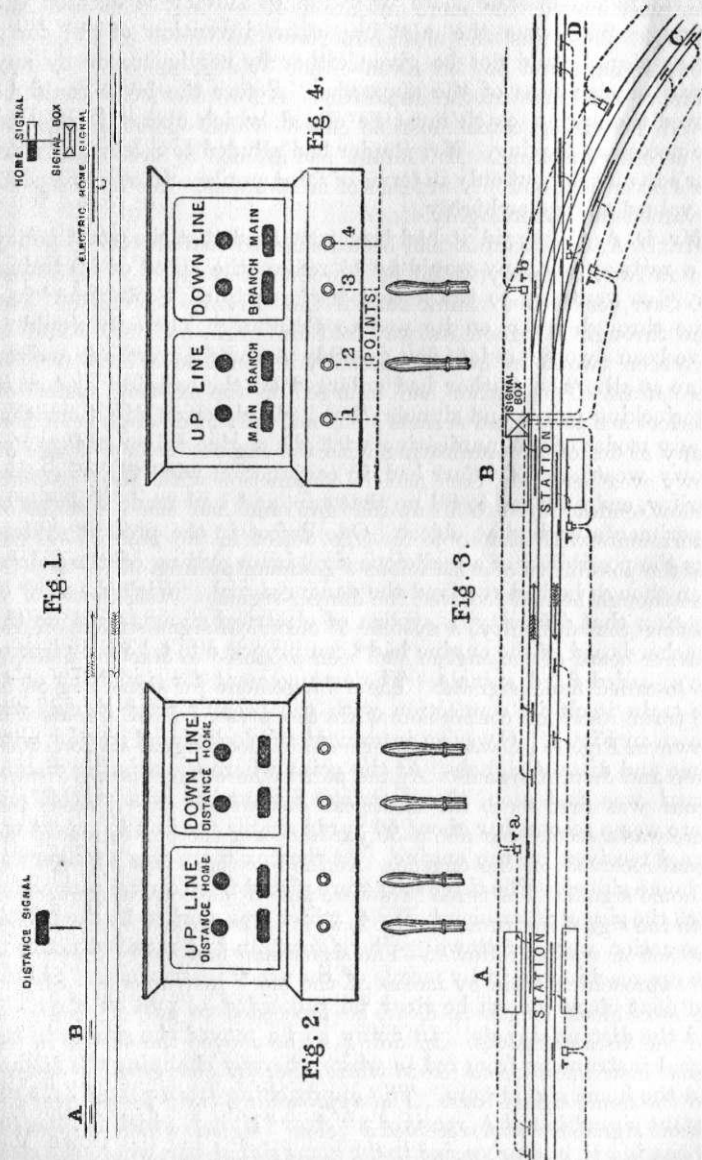 Fig. 1
A
B
DISTANCE SIGNAL
HOME SIGNAL
SIGNAL BOX
ELECTRIC HOME SIGNAL
C
Fig. 2
UP LINE
DISTANCE HOME
DOWN LINE
DISTANCE HOME
Fig. 4.
UP LINE
MAIN BRANCH
DOWN LINE
BRANCH MAIN
1 2 3 4
POINTS
Fig. 3
A
STATION
a
B
SIGNAL BOX
STATION
b
D
C